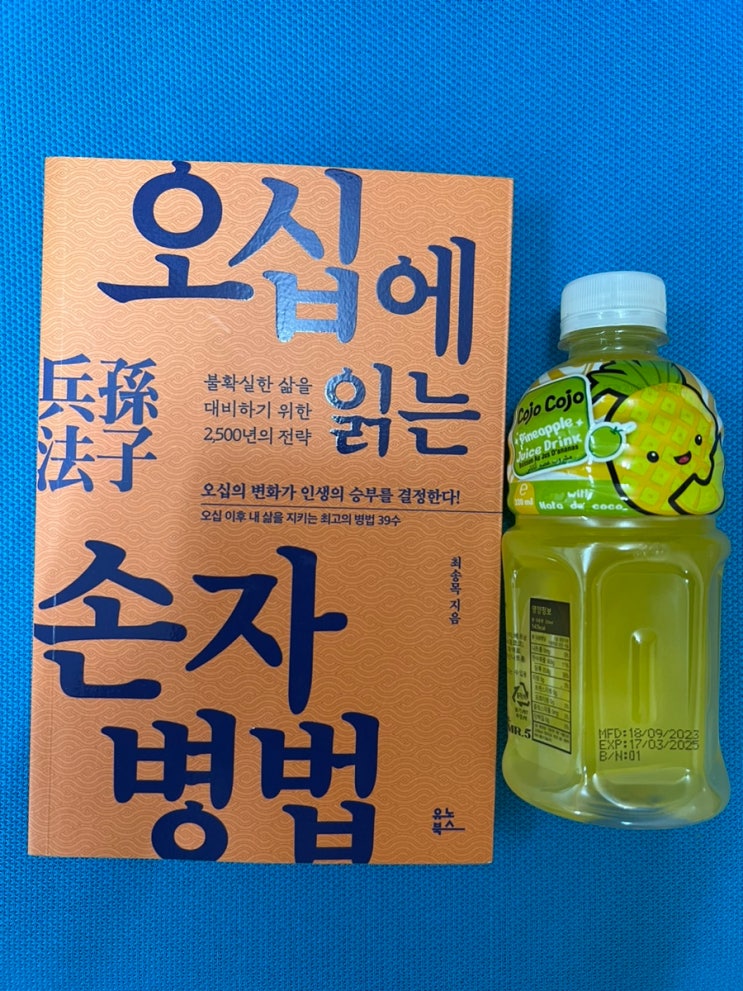 오십에
읽는
불확실한 삶을
대비하기 위한
2,500년의 전략
孫子
兵法
오십의 변화가 인생의 승부를 결정한다!
오십 이후 내 삶을 지키는 최고의 병법 39수
최송목 지음
손자
병법
유노
북스
Cojo Cojo
Pineapple
Juice Drink
with
Nata de coco
영양정보
MFD:18/09/2023
EXP:17/03/2025
B/N:01